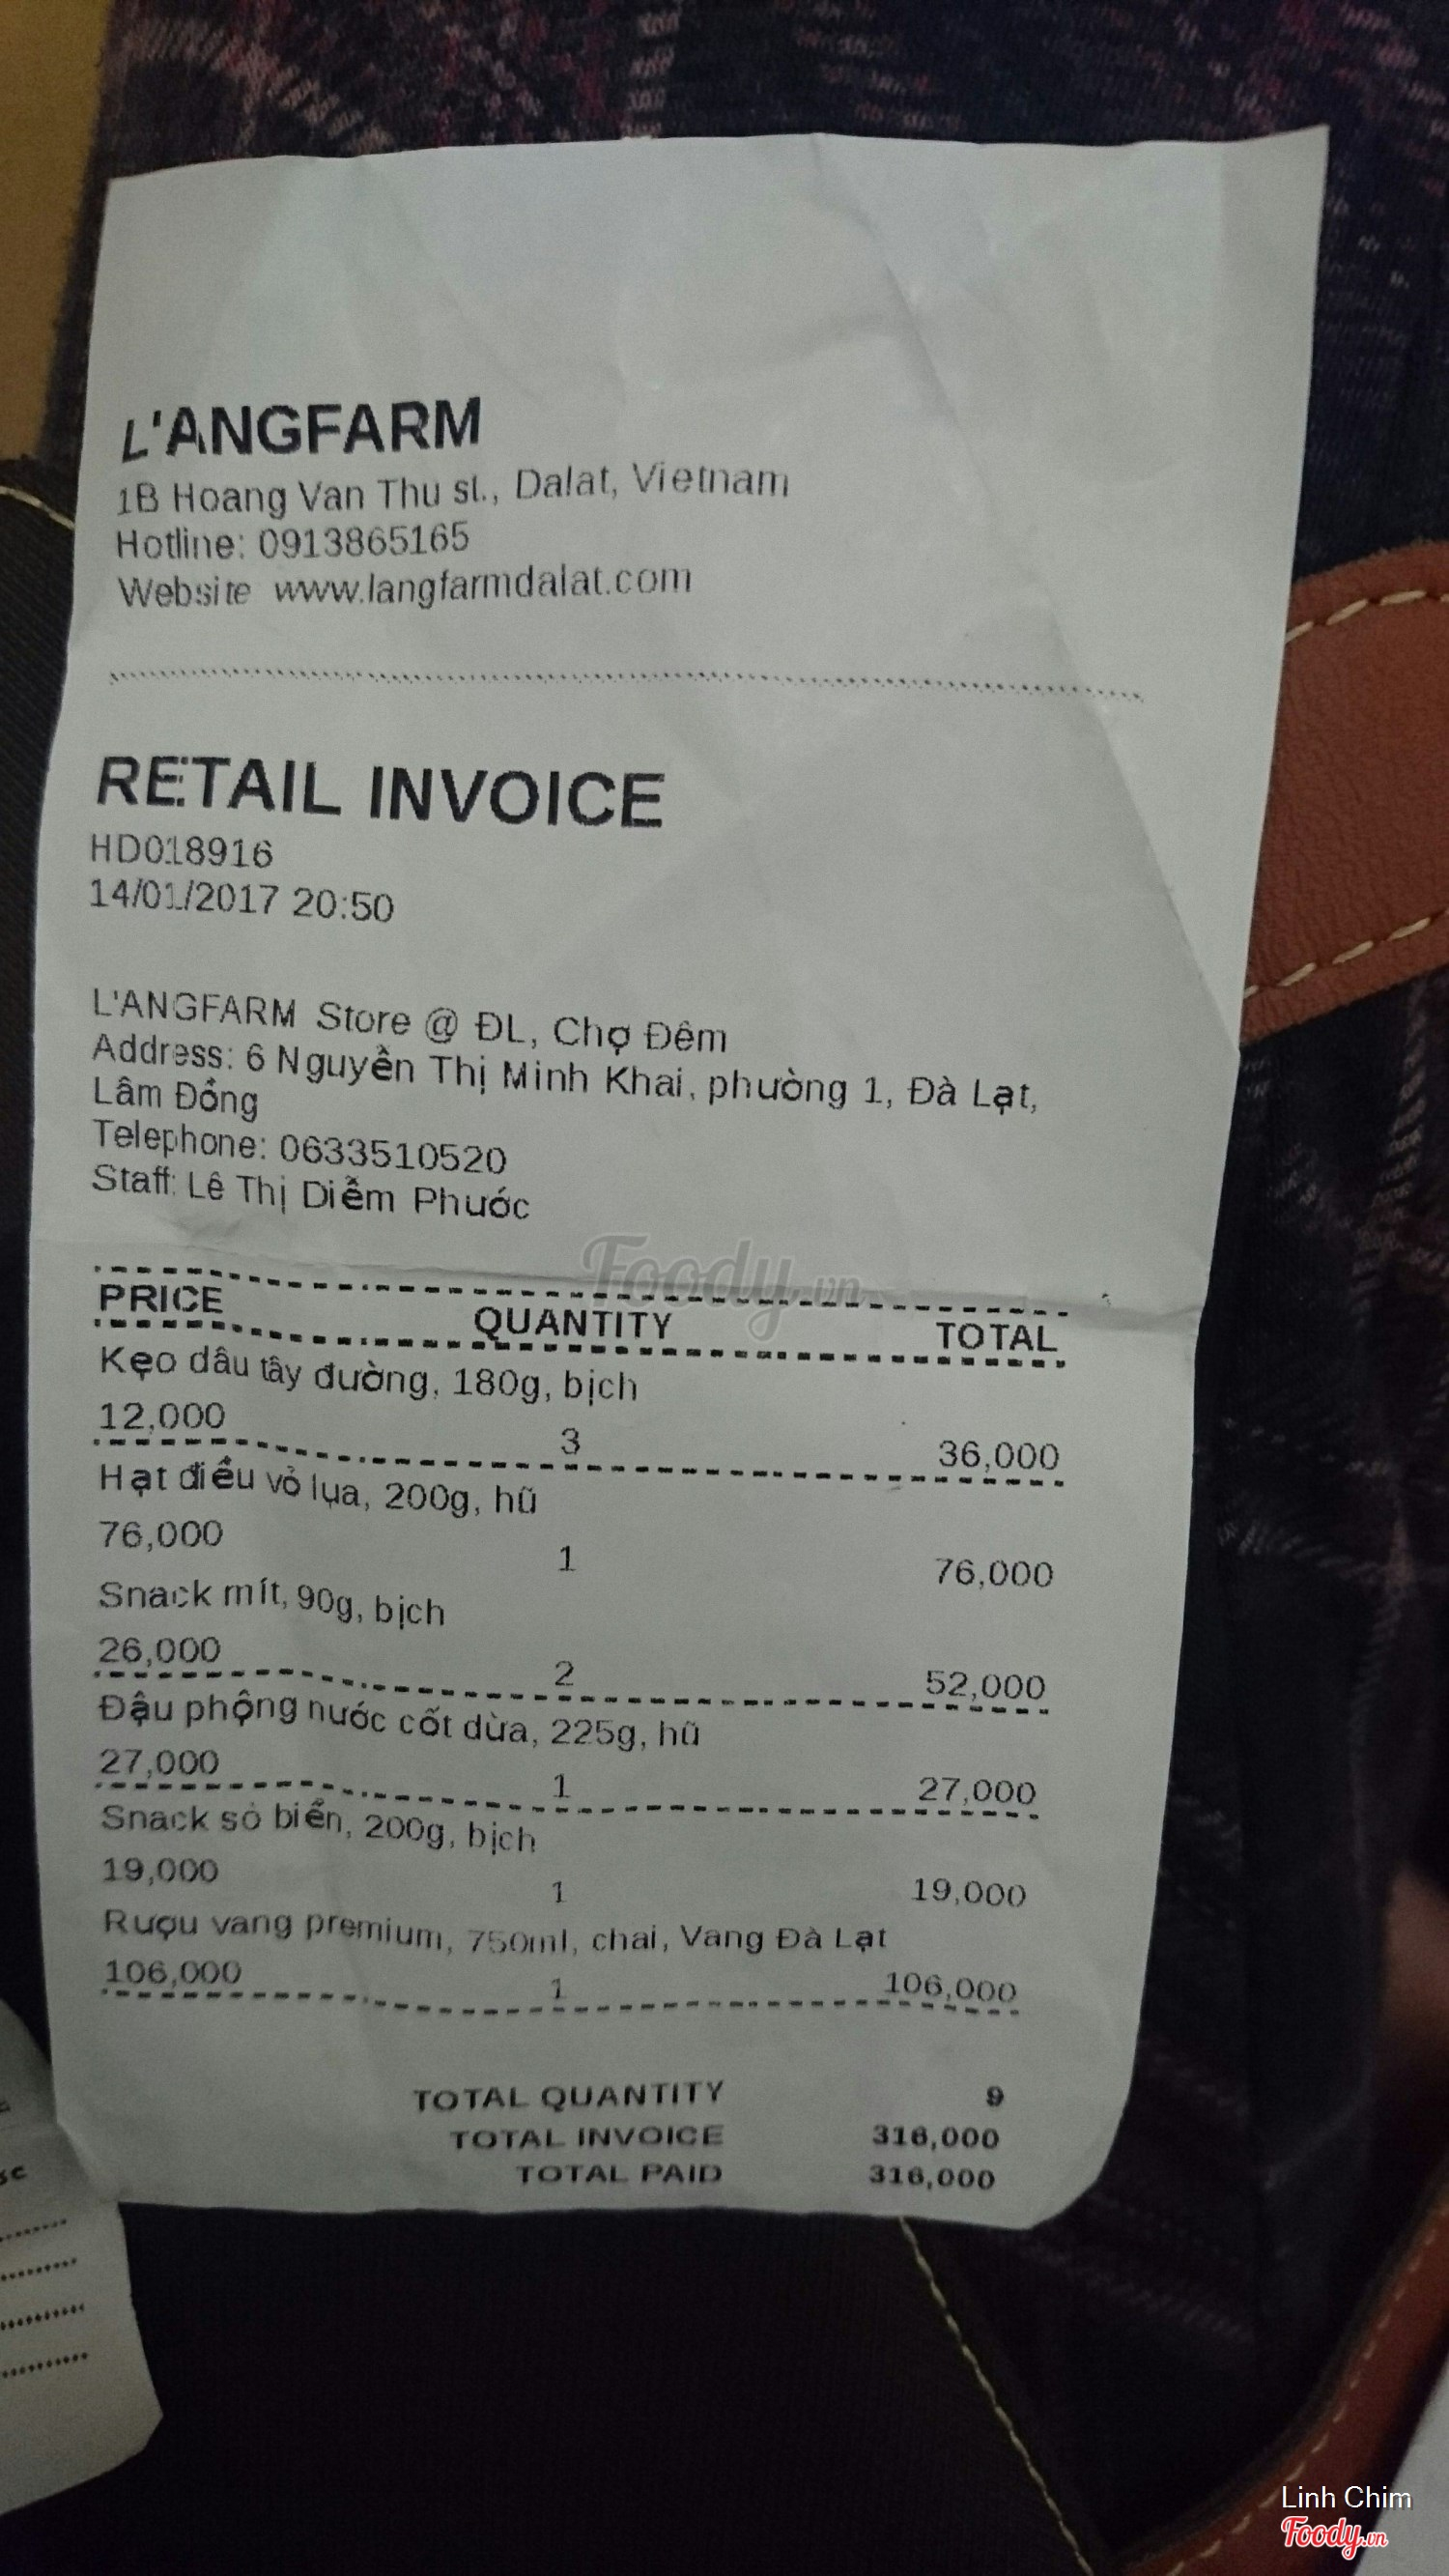 L'ANGFARM
1B Hoang Van Thu st., Dalat, Vietnam
Hotline: 0913865165
Website www.langfarmdalat.com
RETAIL INVOICE
HD018916
14/01/2017 20:50
L'ANGFARM Store @ ĐL, Chợ Đêm
Address: 6 Nguyễn Thị Minh Khai, phường 1, Đà Lạt,
Lâm Đồng
Telephone: 0633510520
Staff: Lê Thị Diễm Phước
Foody.vn
PRICE QUANTITY TOTAL
Kẹo dâu tây đường, 180g, bịch
12,000 3 36,000
Hạt điều vỏ lụa, 200g, hũ
76,000 1 76,000
Snack mít, 90g, bịch
26,000 2 52,000
Đậu phộng nước cốt dừa, 225g, hũ
27,000 1 27,000
Snack sò biển, 200g, bịch
19,000 1 19,000
Rượu vang premium, 750ml, chai, Vang Đà Lạt
106,000 1 106,000
TOTAL QUANTITY 9
TOTAL INVOICE 316,000
TOTAL PAID 316,000
Linh Chim
Foody.vn